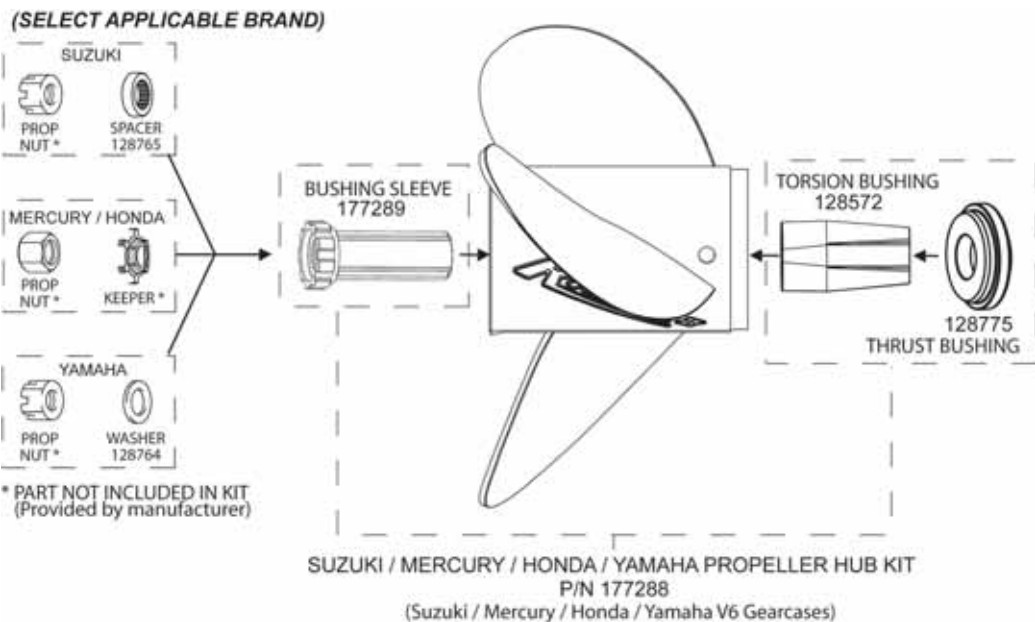 (SELECT APPLICABLE BRAND)
SUZUKI
PROP
NUT *
SPACER
128765
MERCURY / HONDA
PROP
NUT *
KEEPER *
YAMAHA
PROP
NUT *
WASHER
128764
* PART NOT INCLUDED IN KIT
(Provided by manufacturer)
BUSHING SLEEVE
177289
TORSION BUSHING
128572
128775
THRUST BUSHING
SUZUKI / MERCURY / HONDA / YAMAHA PROPELLER HUB KIT
P/N 177288
(Suzuki / Mercury / Honda / Yamaha V6 Gearcases)